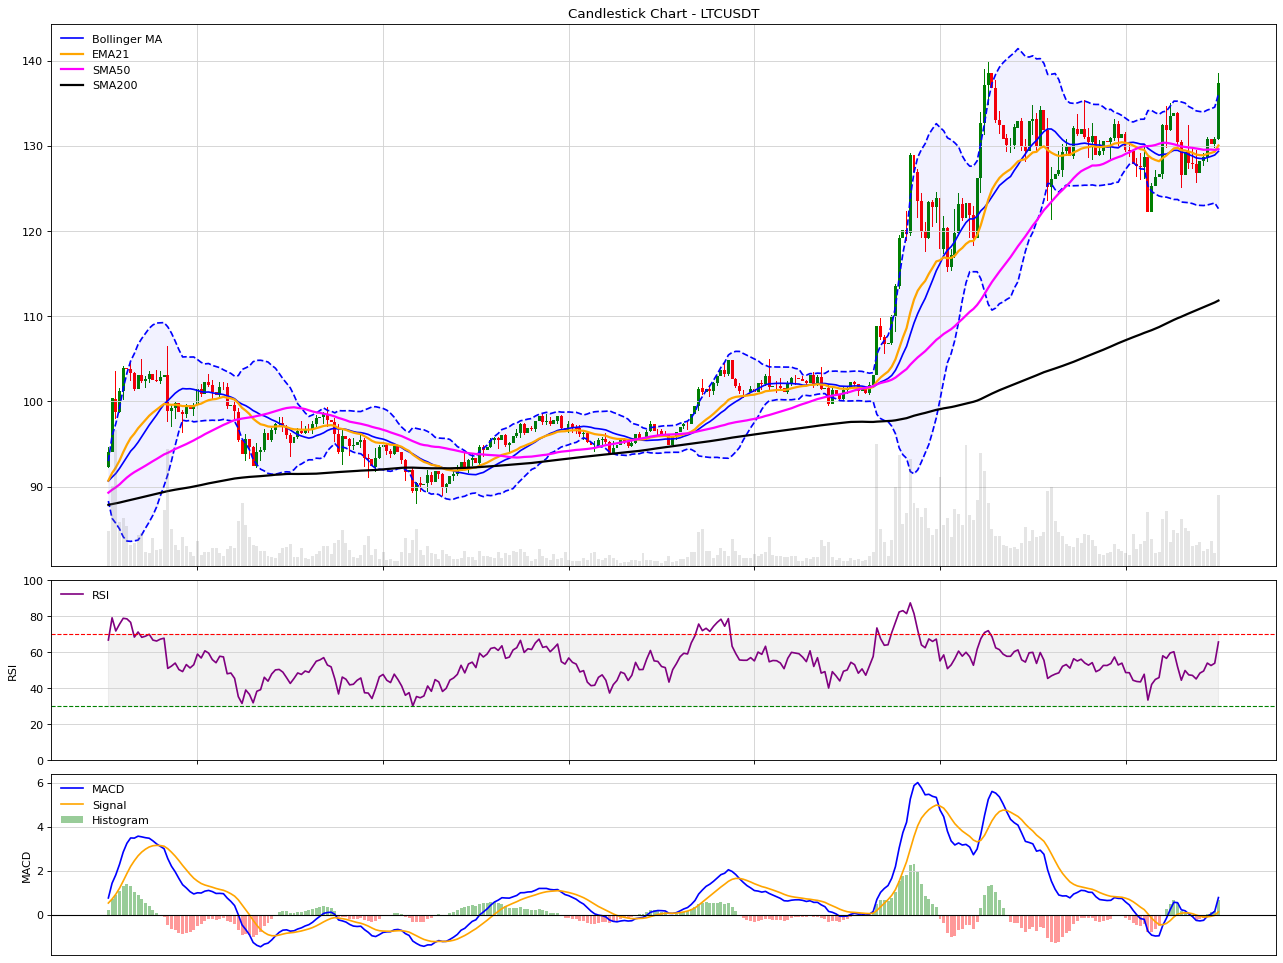 Candlestick Chart - LTCUSDT
Bollinger MA
EMA21
SMA50
SMA200
140
130
120
110
100
90
100
80
60
40
20
0
RSI
RSI
6
4
2
0
MACD
MACD
Signal
Histogram